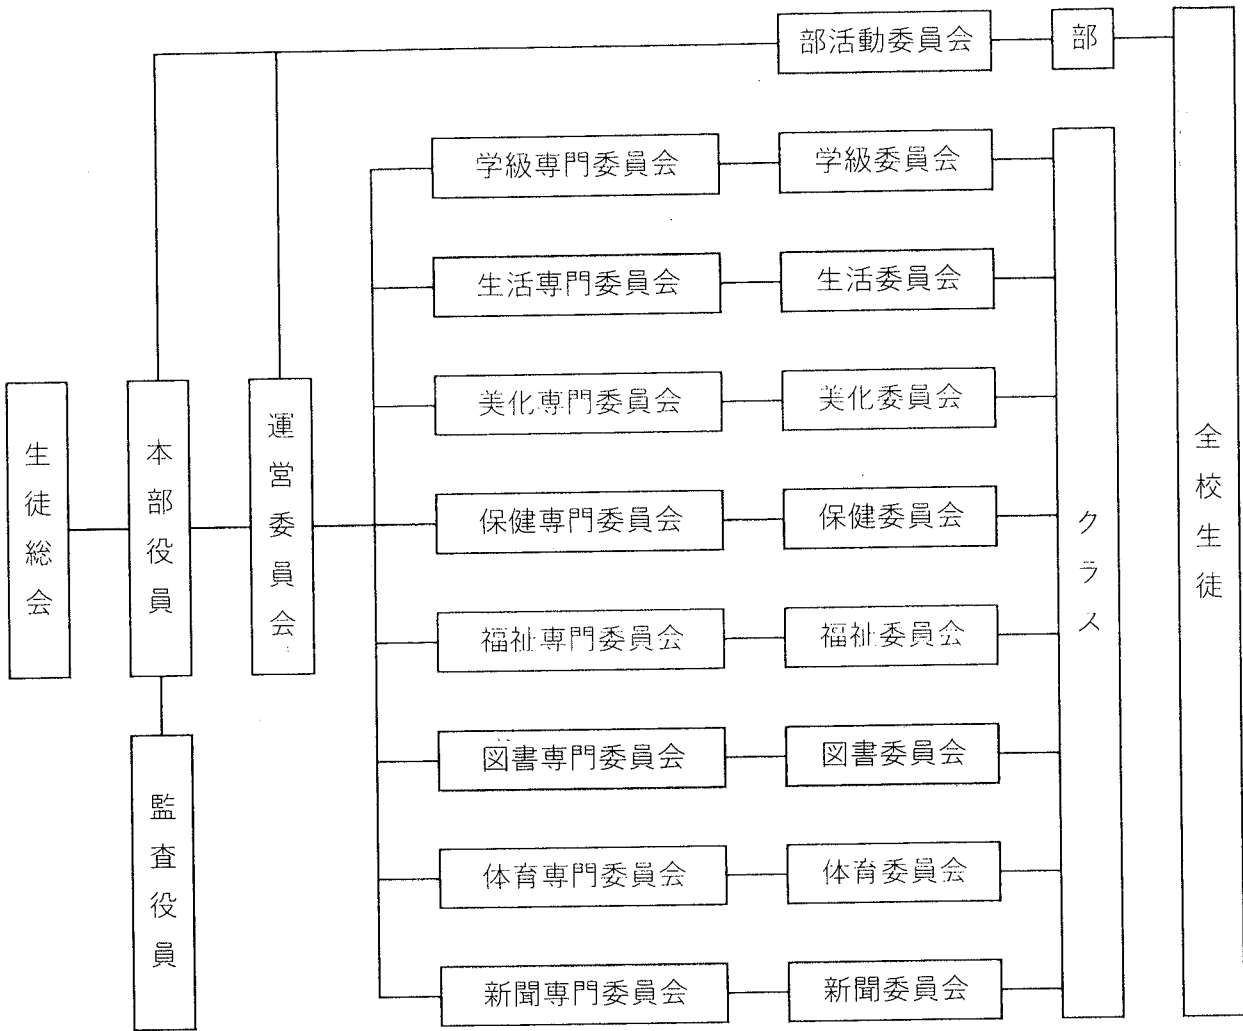 部活動委員会
部
学級専門委員会
学級委員会
生活専門委員会
生活委員会
美化専門委員会
美化委員会
保健専門委員会
保健委員会
福祉専門委員会
福祉委員会
図書専門委員会
図書委員会
体育専門委員会
体育委員会
新聞専門委員会
新聞委員会
生徒総会
本部役員
運営委員会
監査役員
クラス
全校生徒